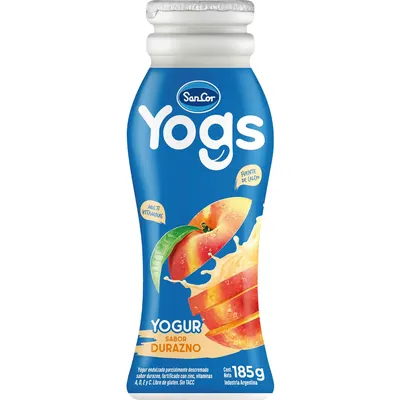 SanCor
Yogs
FUENTE
DE CALCIO
VITAMINAS
YOGUR
SABOR
DURAZNO
Yogur endulzado parcialmente descremado
sabor durazno, fortificado con zinc, vitaminas
A, D, E y C. Libre de gluten. Sin TACC
Cont.
Neto 185g
Industria Argentina